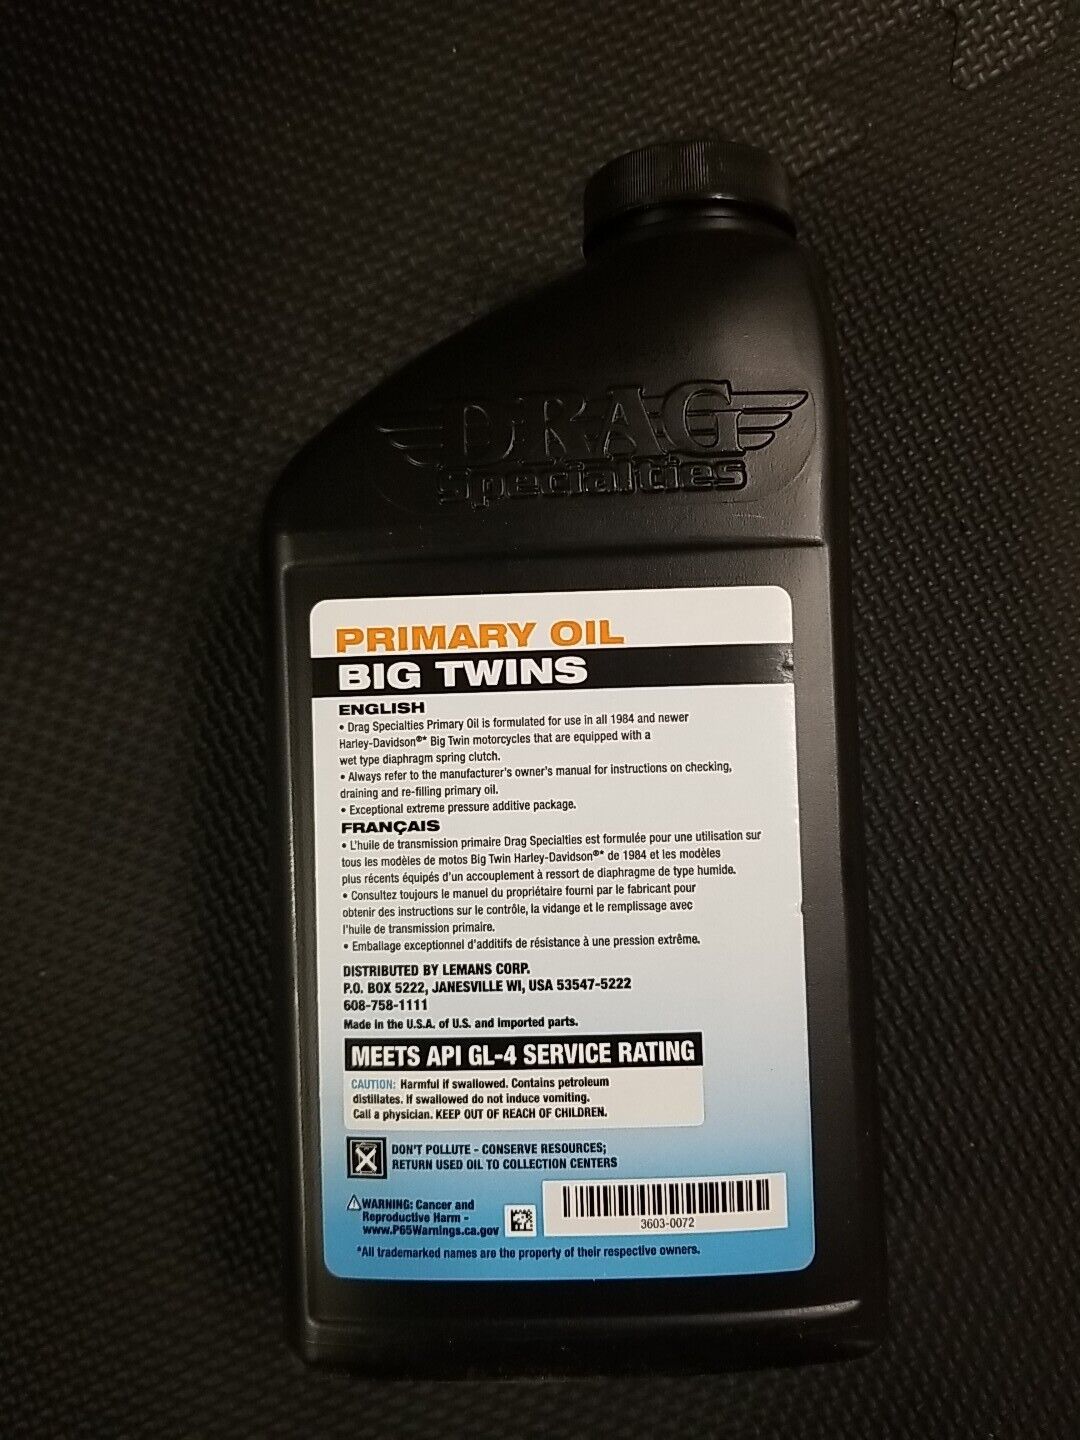 DRAG
specialties
PRIMARY OIL
BIG TWINS
ENGLISH
• Drag Specialties Primary Oil is formulated for use in all 1984 and newer
Harley-Davidson®* Big Twin motorcycles that are equipped with a
wet type diaphragm spring clutch.
• Always refer to the manufacturer's owner's manual for instructions on checking,
draining and re-filling primary oil.
• Exceptional extreme pressure additive package.
FRANÇAIS
• L'huile de transmission primaire Drag Specialties est formulée pour une utilisation sur
tous les modèles de motos Big Twin Harley-Davidson®* de 1984 et les modèles
plus récents équipés d'un accouplement à ressort de diaphragme de type humide.
• Consultez toujours le manuel du propriétaire fourni par le fabricant pour
obtenir des instructions sur le contrôle, la vidange et le remplissage avec
l'huile de transmission primaire.
• Emballage exceptionnel d'additifs de résistance à une pression extrême.
DISTRIBUTED BY LEMANS CORP.
P.O. BOX 5222, JANESVILLE WI, USA 53547-5222
608-758-1111
Made in the U.S.A. of U.S. and imported parts.
MEETS API GL-4 SERVICE RATING
CAUTION: Harmful if swallowed. Contains petroleum
distillates. If swallowed do not induce vomiting.
Call a physician. KEEP OUT OF REACH OF CHILDREN.
DON'T POLLUTE - CONSERVE RESOURCES;
RETURN USED OIL TO COLLECTION CENTERS
WARNING: Cancer and
Reproductive Harm -
www.P65Warnings.ca.gov
3603-0072
*All trademarked names are the property of their respective owners.